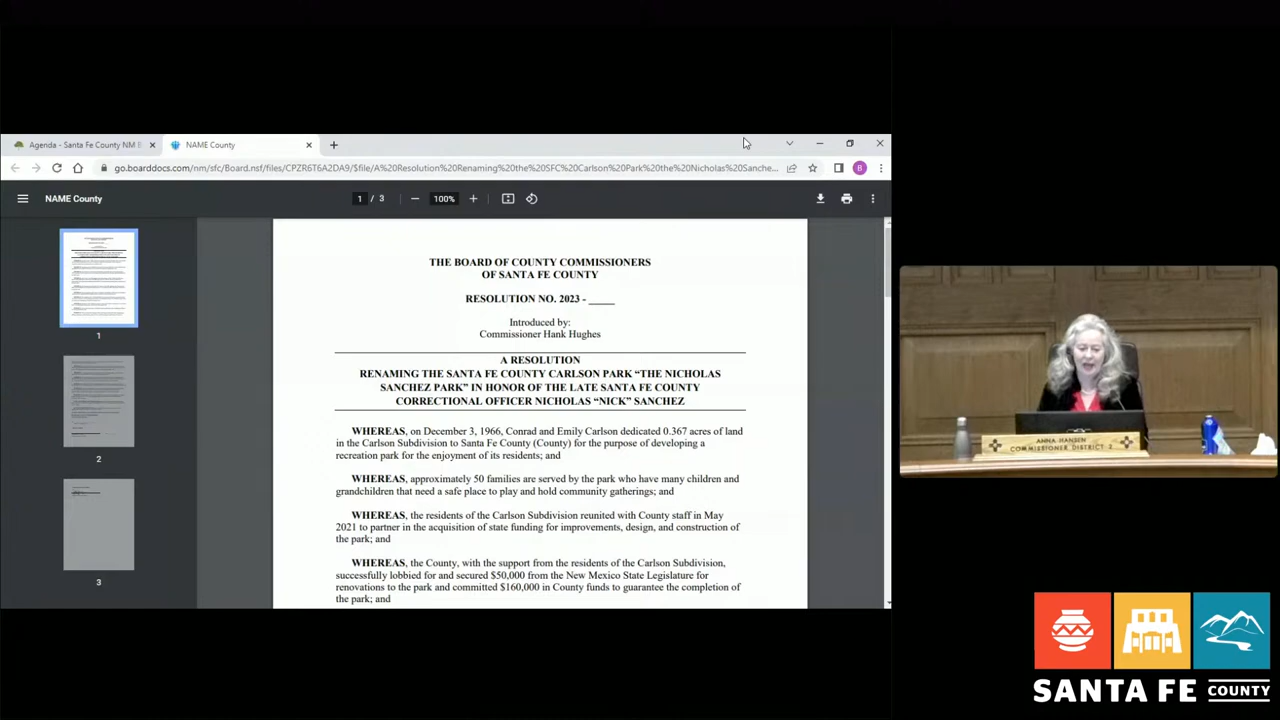 Agenda - Santa Fe County NM B
NAME County
go.boarddocs.com/nm/sfc/Board.nsf/files/CPZR6T6A2DA9/$file/A%20Resolution%20Renaming%20the%20SFC%20Carlson%20Park%20the%20Nicholas%20Sanche...
B
NAME County
1 / 3
100%
1
2
3
THE BOARD OF COUNTY COMMISSIONERS
OF SANTA FE COUNTY
RESOLUTION NO. 2023 - _____
Introduced by:
Commissioner Hank Hughes
A RESOLUTION
RENAMING THE SANTA FE COUNTY CARLSON PARK “THE NICHOLAS
SANCHEZ PARK” IN HONOR OF THE LATE SANTA FE COUNTY
CORRECTIONAL OFFICER NICHOLAS “NICK” SANCHEZ
WHEREAS, on December 3, 1966, Conrad and Emily Carlson dedicated 0.367 acres of land
in the Carlson Subdivision to Santa Fe County (County) for the purpose of developing a
recreation park for the enjoyment of its residents; and
WHEREAS, approximately 50 families are served by the park who have many children and
grandchildren that need a safe place to play and hold community gatherings; and
WHEREAS, the residents of the Carlson Subdivision reunited with County staff in May
2021 to partner in the acquisition of state funding for improvements, design, and construction of
the park; and
WHEREAS, the County, with the support from the residents of the Carlson Subdivision,
successfully lobbied for and secured $50,000 from the New Mexico State Legislature for
renovations to the park and committed $160,000 in County funds to guarantee the completion of
the park; and
ANNA HANSEN
COMMISSIONER DISTRICT 2
SANTA FE COUNTY